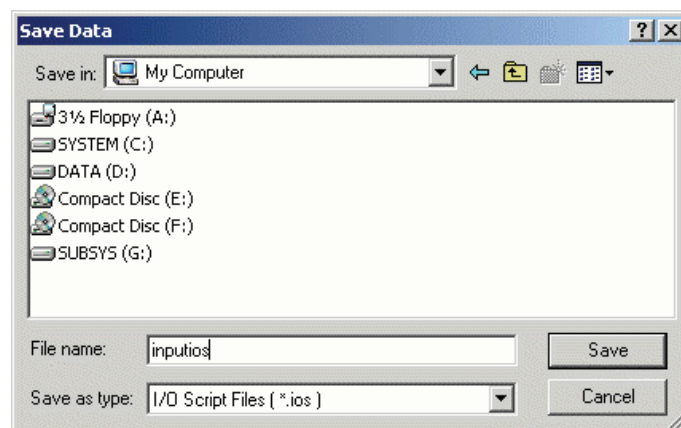 Save Data
Save in: My Computer
3½ Floppy (A:)
SYSTEM (C:)
DATA (D:)
Compact Disc (E:)
Compact Disc (F:)
SUBSYS (G:)
File name: inputios Save
Save as type: I/O Script Files ( *.ios ) Cancel